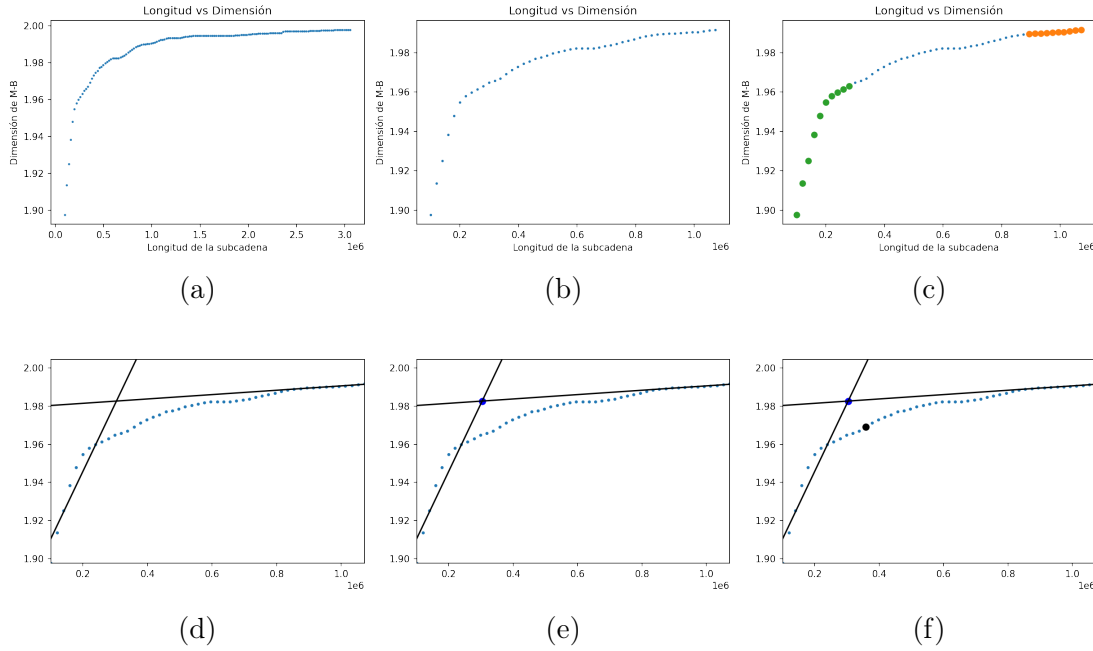 Longitud vs Dimensión
Dimensión de M-B
2.00
1.98
1.96
1.94
1.92
1.90
0.0 0.5 1.0 1.5 2.0 2.5 3.0
1e6
Longitud de la subcadena
(a)
Longitud vs Dimensión
Dimensión de M-B
1.98
1.96
1.94
1.92
1.90
0.2 0.4 0.6 0.8 1.0
1e6
Longitud de la subcadena
(b)
Longitud vs Dimensión
Dimensión de M-B
1.98
1.96
1.94
1.92
1.90
0.2 0.4 0.6 0.8 1.0
1e6
Longitud de la subcadena
(c)
2.00
1.98
1.96
1.94
1.92
1.90
0.2 0.4 0.6 0.8 1.0
1e6
(d)
2.00
1.98
1.96
1.94
1.92
1.90
0.2 0.4 0.6 0.8 1.0
1e6
(e)
2.00
1.98
1.96
1.94
1.92
1.90
0.2 0.4 0.6 0.8 1.0
1e6
(f)